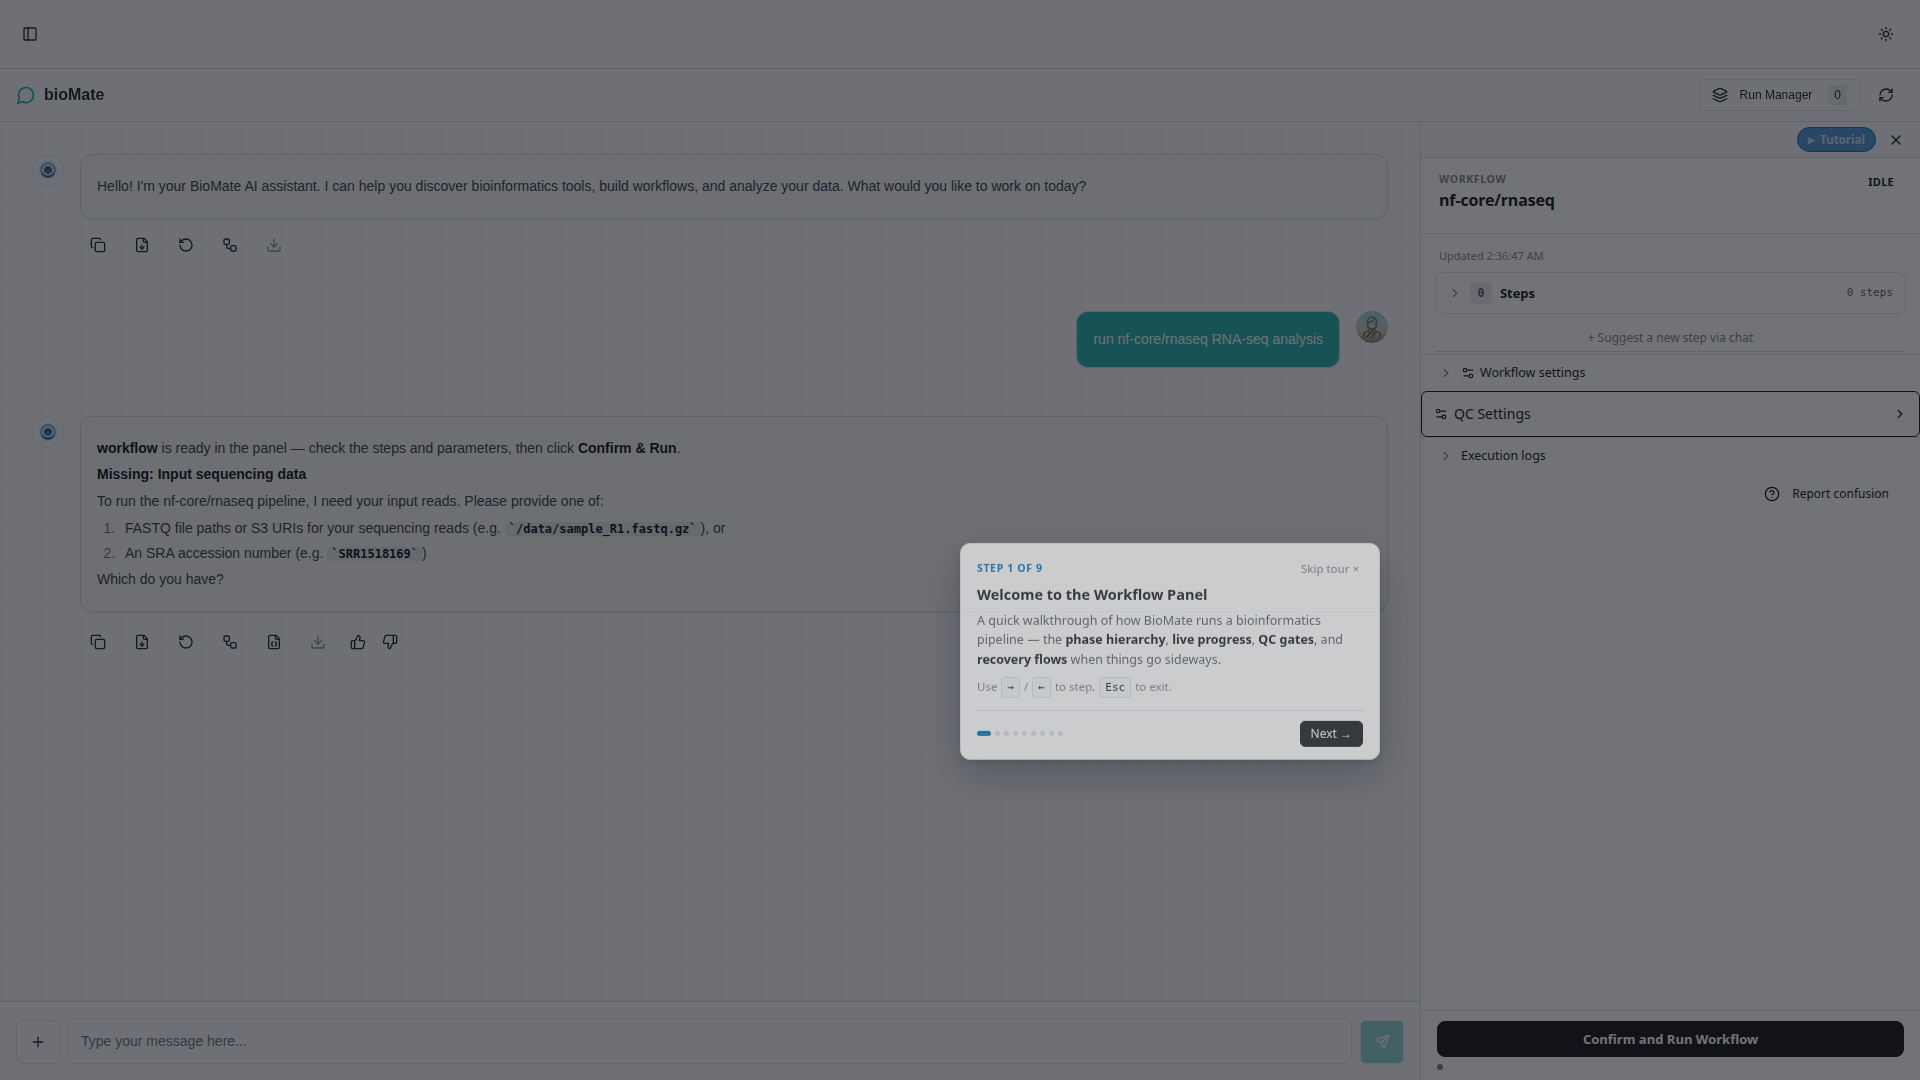 bioMate
Run Manager 0
Tutorial
Hello! I'm your BioMate AI assistant. I can help you discover bioinformatics tools, build workflows, and analyze your data. What would you like to work on today?
run nf-core/rnaseq RNA-seq analysis
workflow is ready in the panel — check the steps and parameters, then click Confirm & Run.
Missing: Input sequencing data
To run the nf-core/rnaseq pipeline, I need your input reads. Please provide one of:
1. FASTQ file paths or S3 URIs for your sequencing reads (e.g. `/data/sample_R1.fastq.gz`), or
2. An SRA accession number (e.g. `SRR1518169`)
Which do you have?
STEP 1 OF 9
Skip tour ×
Welcome to the Workflow Panel
A quick walkthrough of how BioMate runs a bioinformatics
pipeline — the phase hierarchy, live progress, QC gates, and
recovery flows when things go sideways.
Use → / ← to step, Esc to exit.
Next →
Type your message here...
WORKFLOW
IDLE
nf-core/rnaseq
Updated 2:36:47 AM
0 Steps 0 steps
+ Suggest a new step via chat
Workflow settings
QC Settings
Execution logs
Report confusion
Confirm and Run Workflow